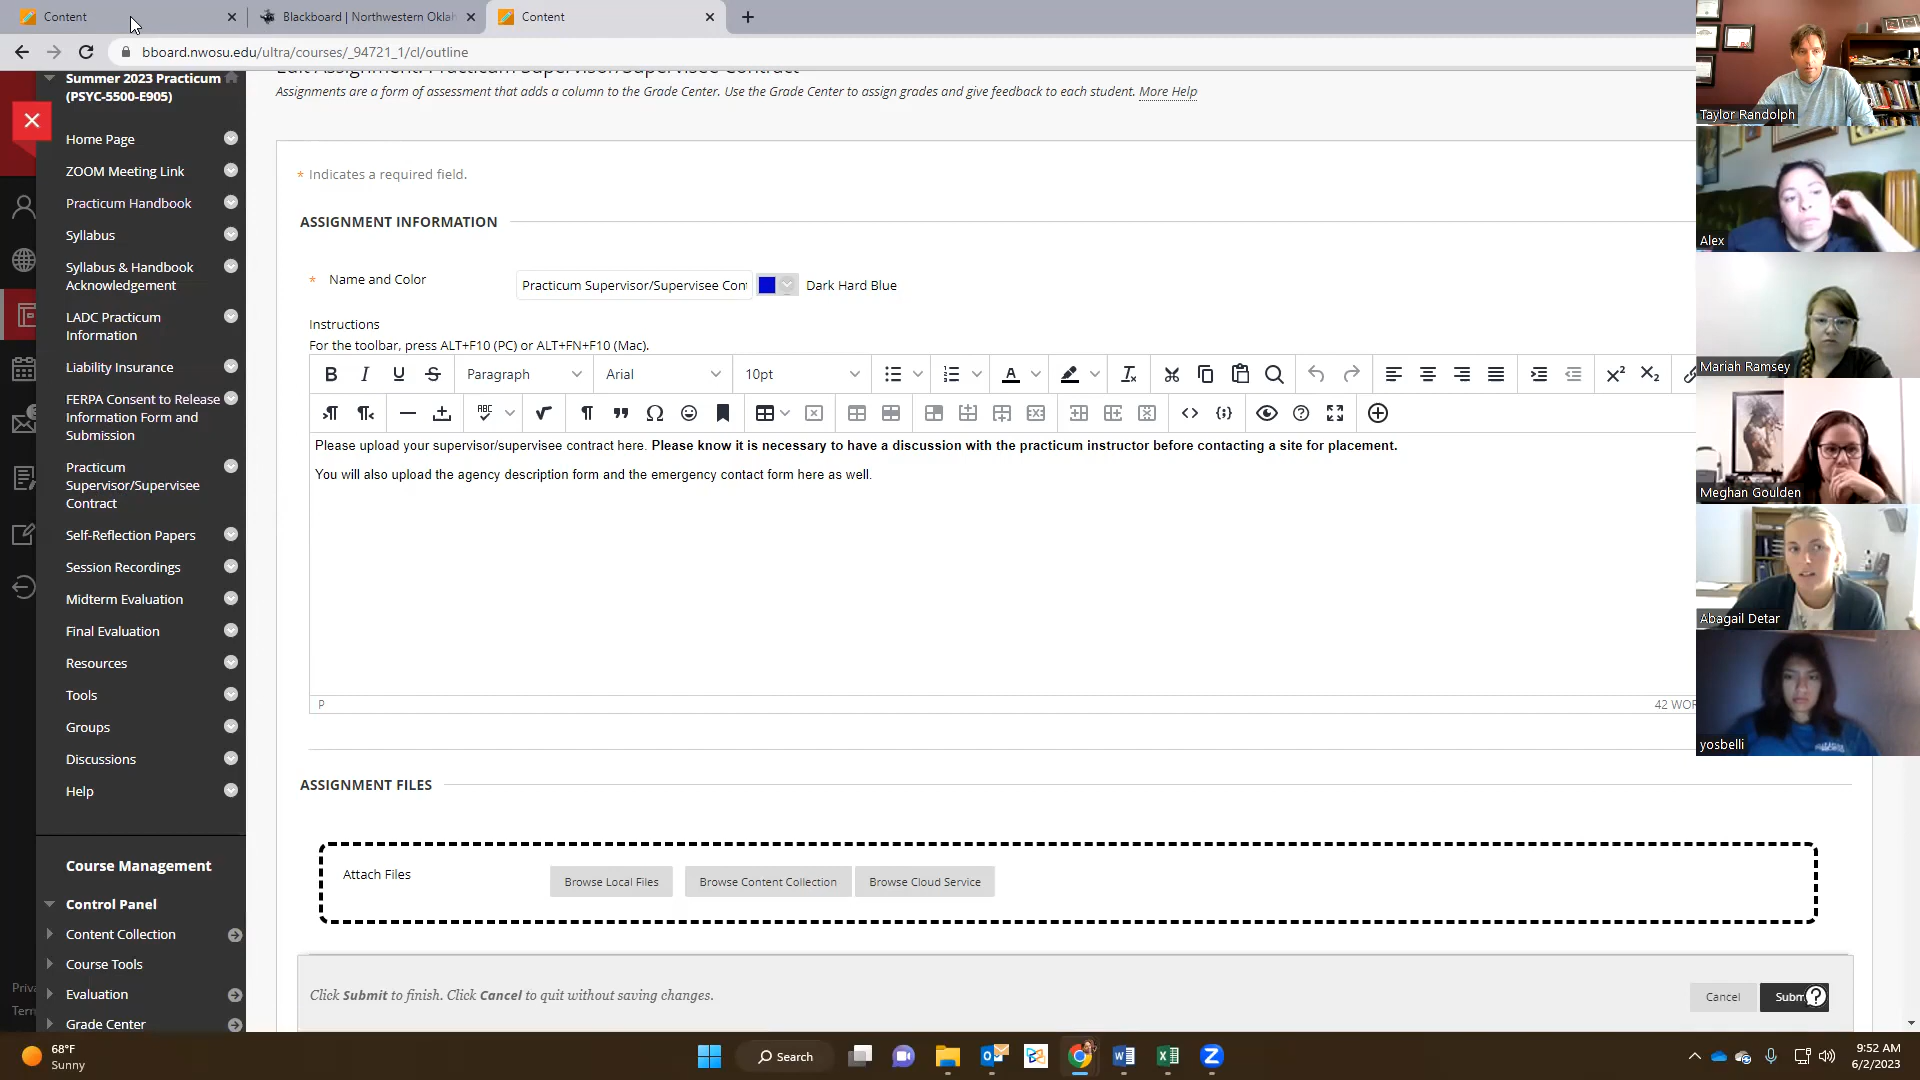 Content
Blackboard | Northwestern Oklah
Content
bboard.nwosu.edu/ultra/courses/_94721_1/cl/outline
Summer 2023 Practicum
(PSYC-5500-E905)
Home Page
ZOOM Meeting Link
Practicum Handbook
Syllabus
Syllabus & Handbook
Acknowledgement
LADC Practicum
Information
Liability Insurance
FERPA Consent to Release
Information Form and
Submission
Practicum
Supervisor/Supervisee
Contract
Self-Reflection Papers
Session Recordings
Midterm Evaluation
Final Evaluation
Resources
Tools
Groups
Discussions
Help
Course Management
Control Panel
Content Collection
Course Tools
Evaluation
Grade Center
Priva
Term
Edit Assignment: Practicum Supervisor/Supervisee Contract
Assignments are a form of assessment that adds a column to the Grade Center. Use the Grade Center to assign grades and give feedback to each student. More Help
* Indicates a required field.
ASSIGNMENT INFORMATION
* Name and Color
Practicum Supervisor/Supervisee Con
Dark Hard Blue
Instructions
For the toolbar, press ALT+F10 (PC) or ALT+FN+F10 (Mac).
Paragraph
Arial
10pt
Please upload your supervisor/supervisee contract here. Please know it is necessary to have a discussion with the practicum instructor before contacting a site for placement.
You will also upload the agency description form and the emergency contact form here as well.
P
42 WOR
ASSIGNMENT FILES
Attach Files
Browse Local Files
Browse Content Collection
Browse Cloud Service
Click Submit to finish. Click Cancel to quit without saving changes.
Cancel
Subm
Taylor Randolph
Alex
Mariah Ramsey
Meghan Goulden
Abagail Detar
yosbelli
68°F
Sunny
Search
9:52 AM
6/2/2023